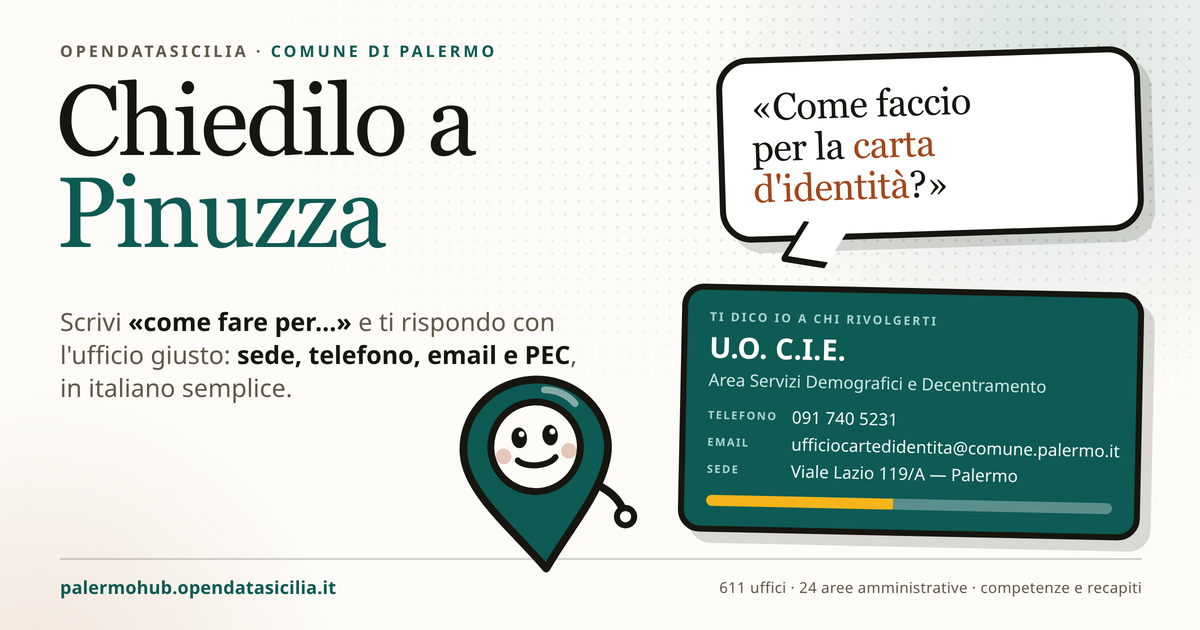 OPENDATASICILIA · COMUNE DI PALERMO
Chiedilo a
Pinuzza
Scrivi «come fare per…» e ti rispondo con
l'ufficio giusto: sede, telefono, email e PEC,
in italiano semplice.
«Come faccio
per la carta
d'identità?»
TI DICO IO A CHI RIVOLGERTI
U.O. C.I.E.
Area Servizi Demografici e Decentramento
TELEFONO 091 740 5231
EMAIL ufficiocartedidentita@comune.palermo.it
SEDE Viale Lazio 119/A — Palermo
palermohub.opendatasicilia.it
611 uffici · 24 aree amministrative · competenze e recapiti